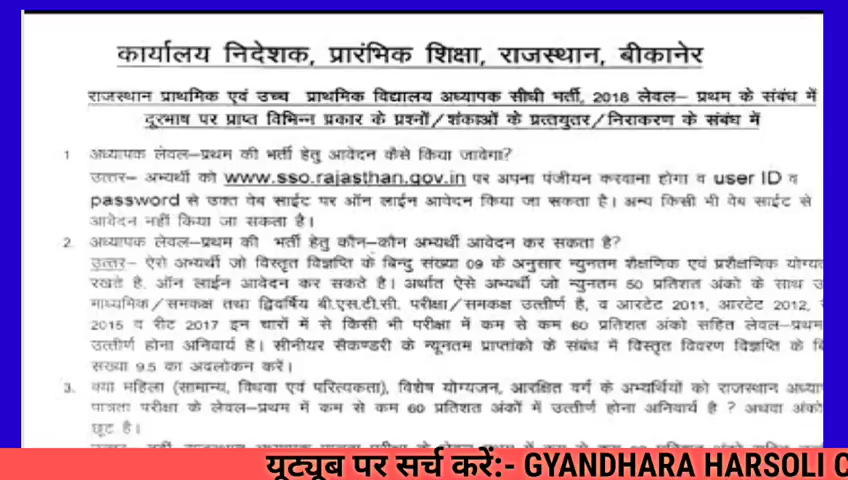 कार्यालय निदेशक, प्रारंभिक शिक्षा, राजस्थान, बीकानेर
राजस्थान प्राथमिक एवं उच्च प्राथमिक विद्यालय अध्यापक सीधी भर्ती, 2018 लेवल– प्रथम के संबंध में
दूरभाष पर प्राप्त विभिन्न प्रकार के प्रश्नों/शंकाओं के प्रत्युतर/निराकरण के संबंध में
1 अध्यापक लेवल–प्रथम की भर्ती हेतु आवेदन कैसे किया जावेगा?
उत्तर– अभ्यर्थी को www.sso.rajasthan.gov.in पर अपना पंजीयन करवाना होगा व user ID व
password से उक्त वेब साईट पर ऑन लाईन आवेदन किया जा सकता है। अन्य किसी भी वेब साईट से
आवेदन नहीं किया जा सकता है।
2. अध्यापक लेवल–प्रथम की भर्ती हेतु कौन–कौन अभ्यर्थी आवेदन कर सकता है?
उत्तर– ऐसे अभ्यर्थी जो विस्तृत विज्ञप्ति के बिन्दु संख्या 09 के अनुसार न्युनतम शैक्षणिक एवं प्रशैक्षणिक
रखते है, ऑन लाईन आवेदन कर सकते है। अर्थात ऐसे अभ्यर्थी जो न्युनतम 50 प्रतिशत अंको के साथ
माध्यमिक/समकक्ष तथा द्विवर्षिय बी.एस.टी.सी. परीक्षा/समकक्ष उत्तीर्ण है, व आरटेट 2011, आरटेट 2012,
2015 व रीट 2017 इन चारों में से किसी भी परीक्षा में कम से कम 60 प्रतिशत अंको सहित लेवल–प्रथम
उत्तीर्ण होना अनिवार्य है। सीनीयर सैकण्डरी के न्यूनतम प्राप्तांको के संबंध में विस्तृत विवरण विज्ञप्ति के
संख्या 9.5 का अवलोकन करें।
3. क्या महिला (सामान्य, विधवा एवं परित्यकता), विशेष योग्यजन, आरक्षित वर्ग के अभ्यर्थियों को राजस्थान
पात्रता परीक्षा के लेवल–प्रथम में कम से कम 60 प्रतिशत अंकों में उत्तीर्ण होना अनिवार्य है ? अथवा
छूट है।
यूट्यूब पर सर्च करें:- GYANDHARA HARSOLI